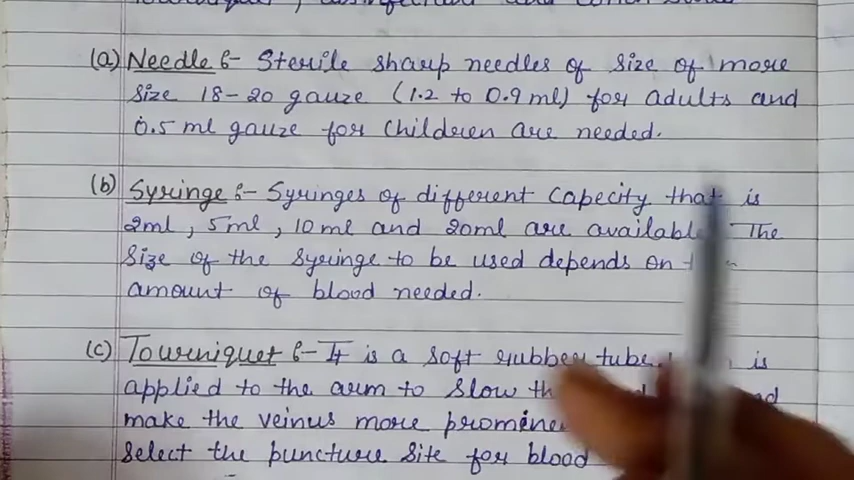 (a) Needle :- Sterile sharp needles of size of more
size 18-20 gauze (1.2 to 0.9 ml) for adults and
0.5 ml gauze for children are needed.
(b) Syringe :- Syringes of different capecity that is
2ml, 5ml, 10ml and 20ml are available. The
size of the syringe to be used depends on
amount of blood needed.
(c) Tourniquet :- It is a soft rubber tube. is
applied to the arm to slow
make the veinus more
select the puncture site for blood